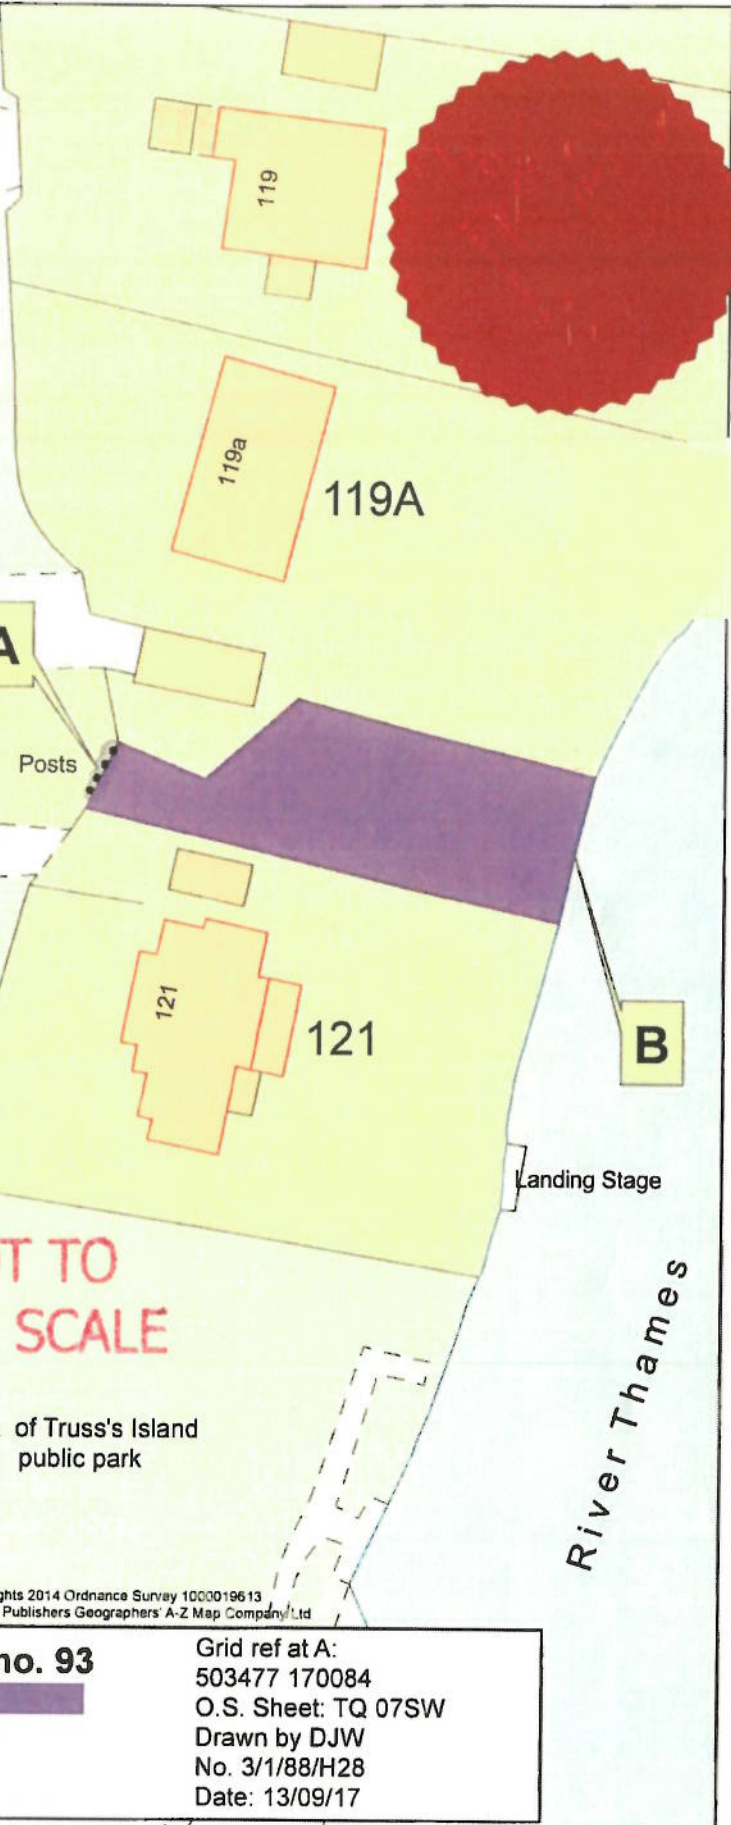 119
119a
119A
A
Posts
121
121
B
Landing Stage
T TO
SCALE
River Thames
of Truss's Island
public park
ghts 2014 Ordnance Survey 1000019613
Publishers Geographers' A-Z Map Company Ltd
no. 93
Grid ref at A:
503477 170084
O.S. Sheet: TQ 07SW
Drawn by DJW
No. 3/1/88/H28
Date: 13/09/17